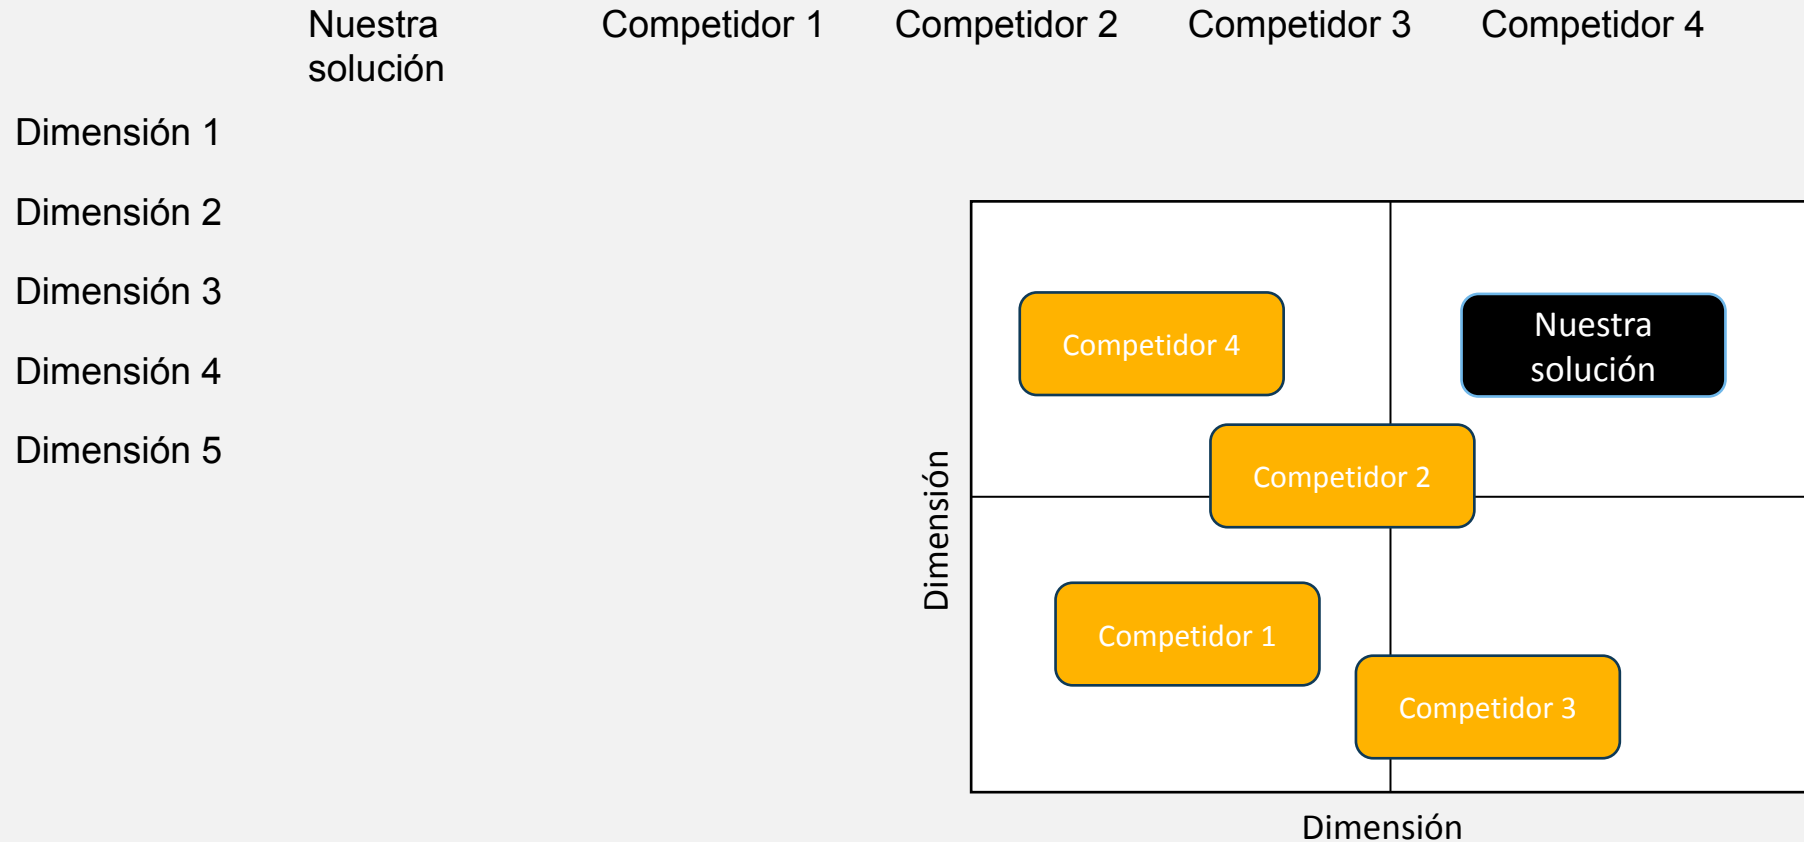 Nuestra
solución
Competidor 1
Competidor 2
Competidor 3
Competidor 4
Dimensión 1
Dimensión 2
Dimensión 3
Dimensión 4
Dimensión 5
Competidor 4
Nuestra
solución
Competidor 2
Competidor 1
Competidor 3
Dimensión
Dimensión